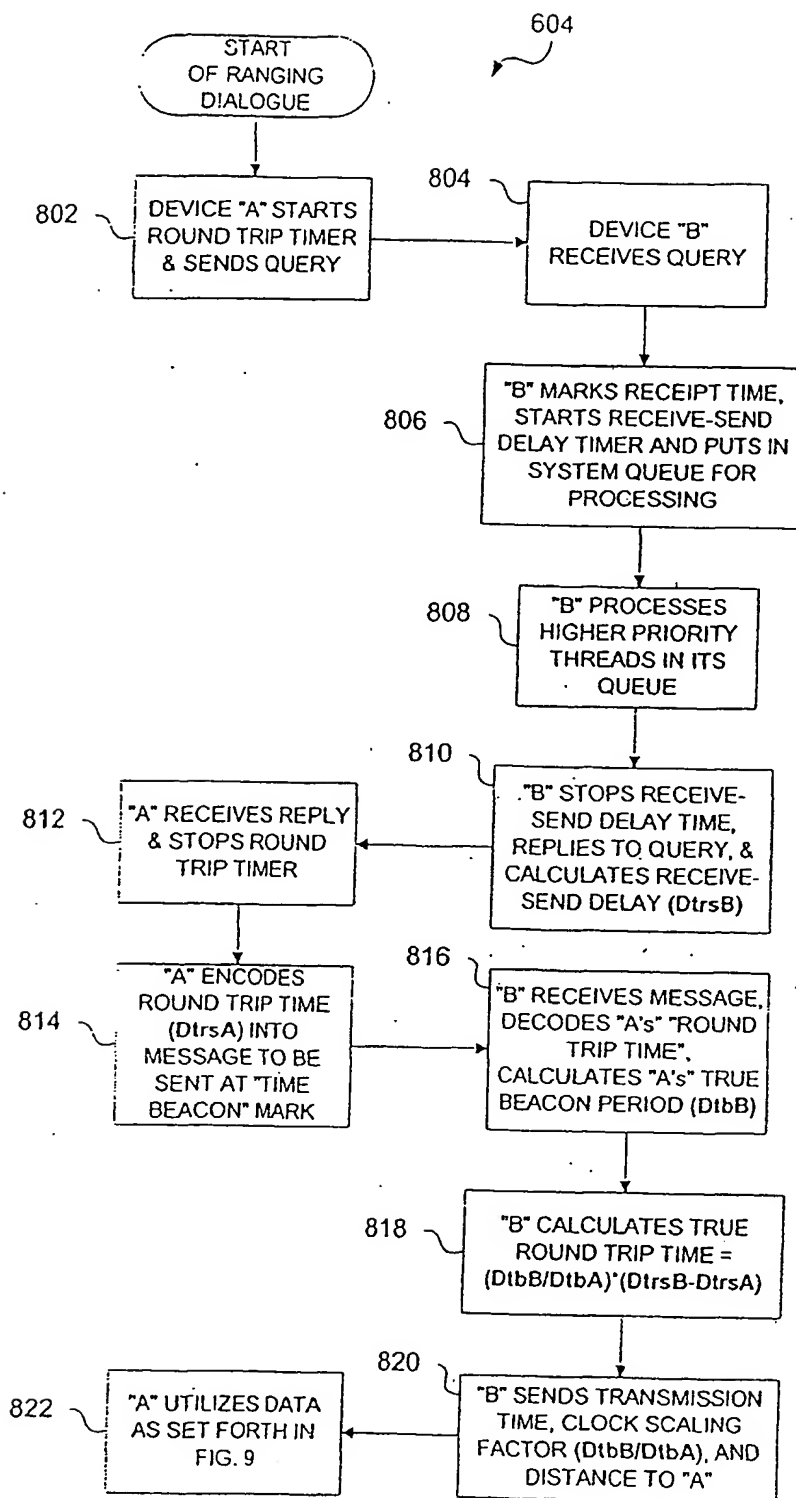 604
START
OF RANGING
DIALOGUE
802
DEVICE "A" STARTS
ROUND TRIP TIMER
& SENDS QUERY
804
DEVICE "B"
RECEIVES QUERY
806
"B" MARKS RECEIPT TIME,
STARTS RECEIVE-SEND
DELAY TIMER AND PUTS IN
SYSTEM QUEUE FOR
PROCESSING
808
"B" PROCESSES
HIGHER PRIORITY
THREADS IN ITS
QUEUE
810
"B" STOPS RECEIVE-
SEND DELAY TIME,
REPLIES TO QUERY, &
CALCULATES RECEIVE-
SEND DELAY (DtrsB)
812
"A" RECEIVES REPLY
& STOPS ROUND
TRIP TIMER
814
"A" ENCODES
ROUND TRIP TIME
(DtrsA) INTO
MESSAGE TO BE
SENT AT "TIME
BEACON" MARK
816
"B" RECEIVES MESSAGE,
DECODES "A's" "ROUND
TRIP TIME",
CALCULATES "A's" TRUE
BEACON PERIOD (DtbB)
818
"B" CALCULATES TRUE
ROUND TRIP TIME =
(DtbB/DtbA)*(DtrsB-DtrsA)
820
"B" SENDS TRANSMISSION
TIME, CLOCK SCALING
FACTOR (DtbB/DtbA), AND
DISTANCE TO "A"
822
"A" UTILIZES DATA
AS SET FORTH IN
FIG. 9